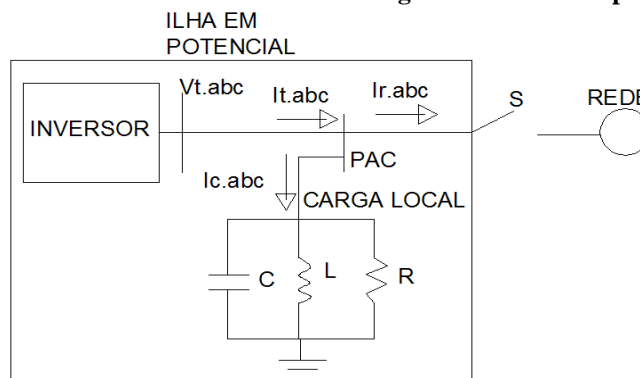 ILHA EM
POTENCIAL
Vt.abc
It.abc
Ir.abc
S
REDE
INVERSOR
PAC
Ic.abc
CARGA LOCAL
C
L
R